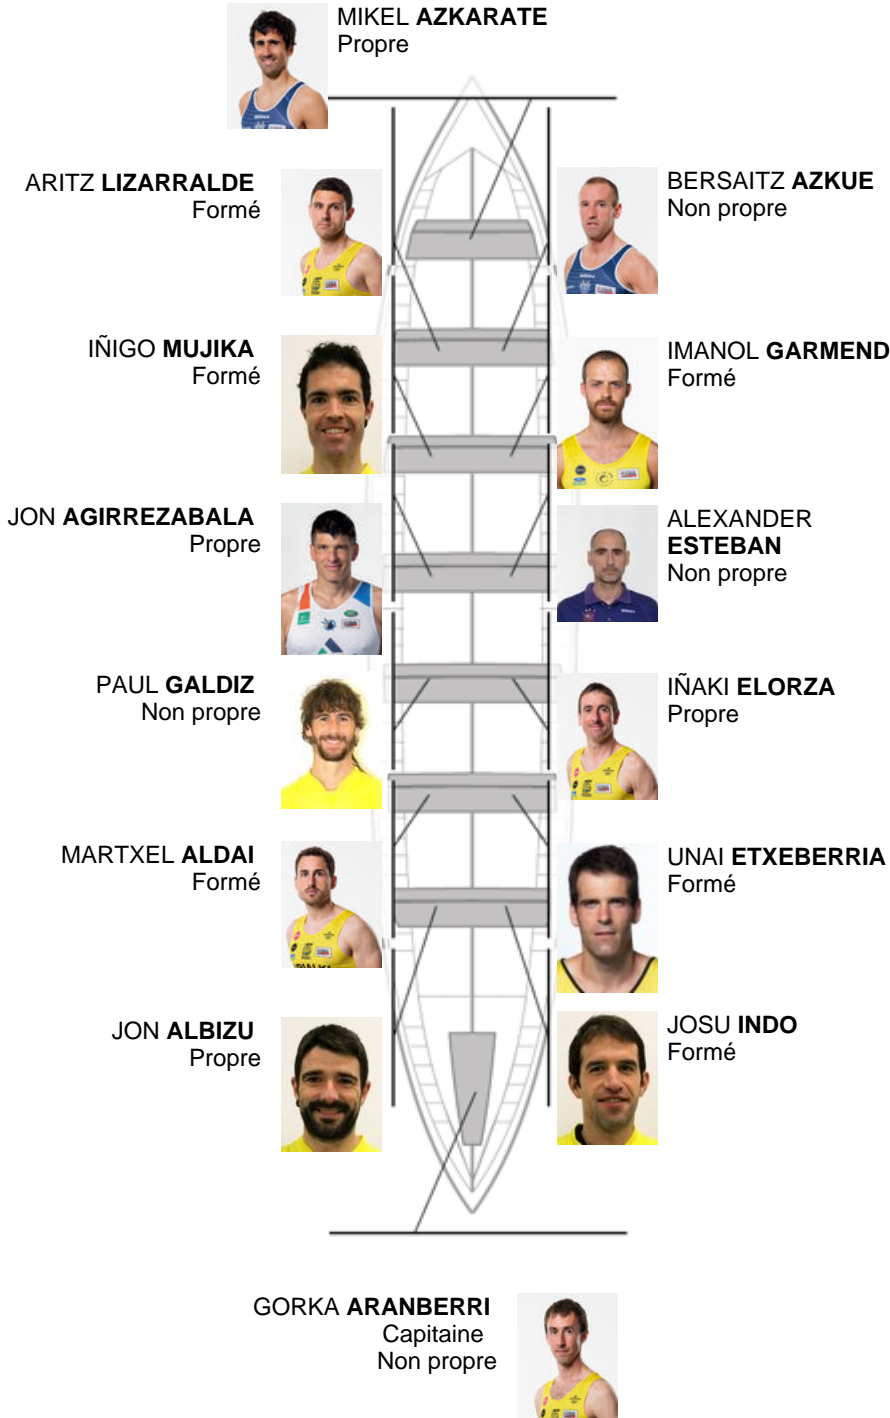 MIKEL AZKARATE
Propre
ARITZ LIZARRALDE
Formé
BERSAITZ AZKUE
Non propre
IÑIGO MUJIKA
Formé
IMANOL GARMEND
Formé
JON AGIRREZABALA
Propre
ALEXANDER
ESTEBAN
Non propre
PAUL GALDIZ
Non propre
IÑAKI ELORZA
Propre
MARTXEL ALDAI
Formé
UNAI ETXEBERRIA
Formé
JON ALBIZU
Propre
JOSU INDO
Formé
GORKA ARANBERRI
Capitaine
Non propre